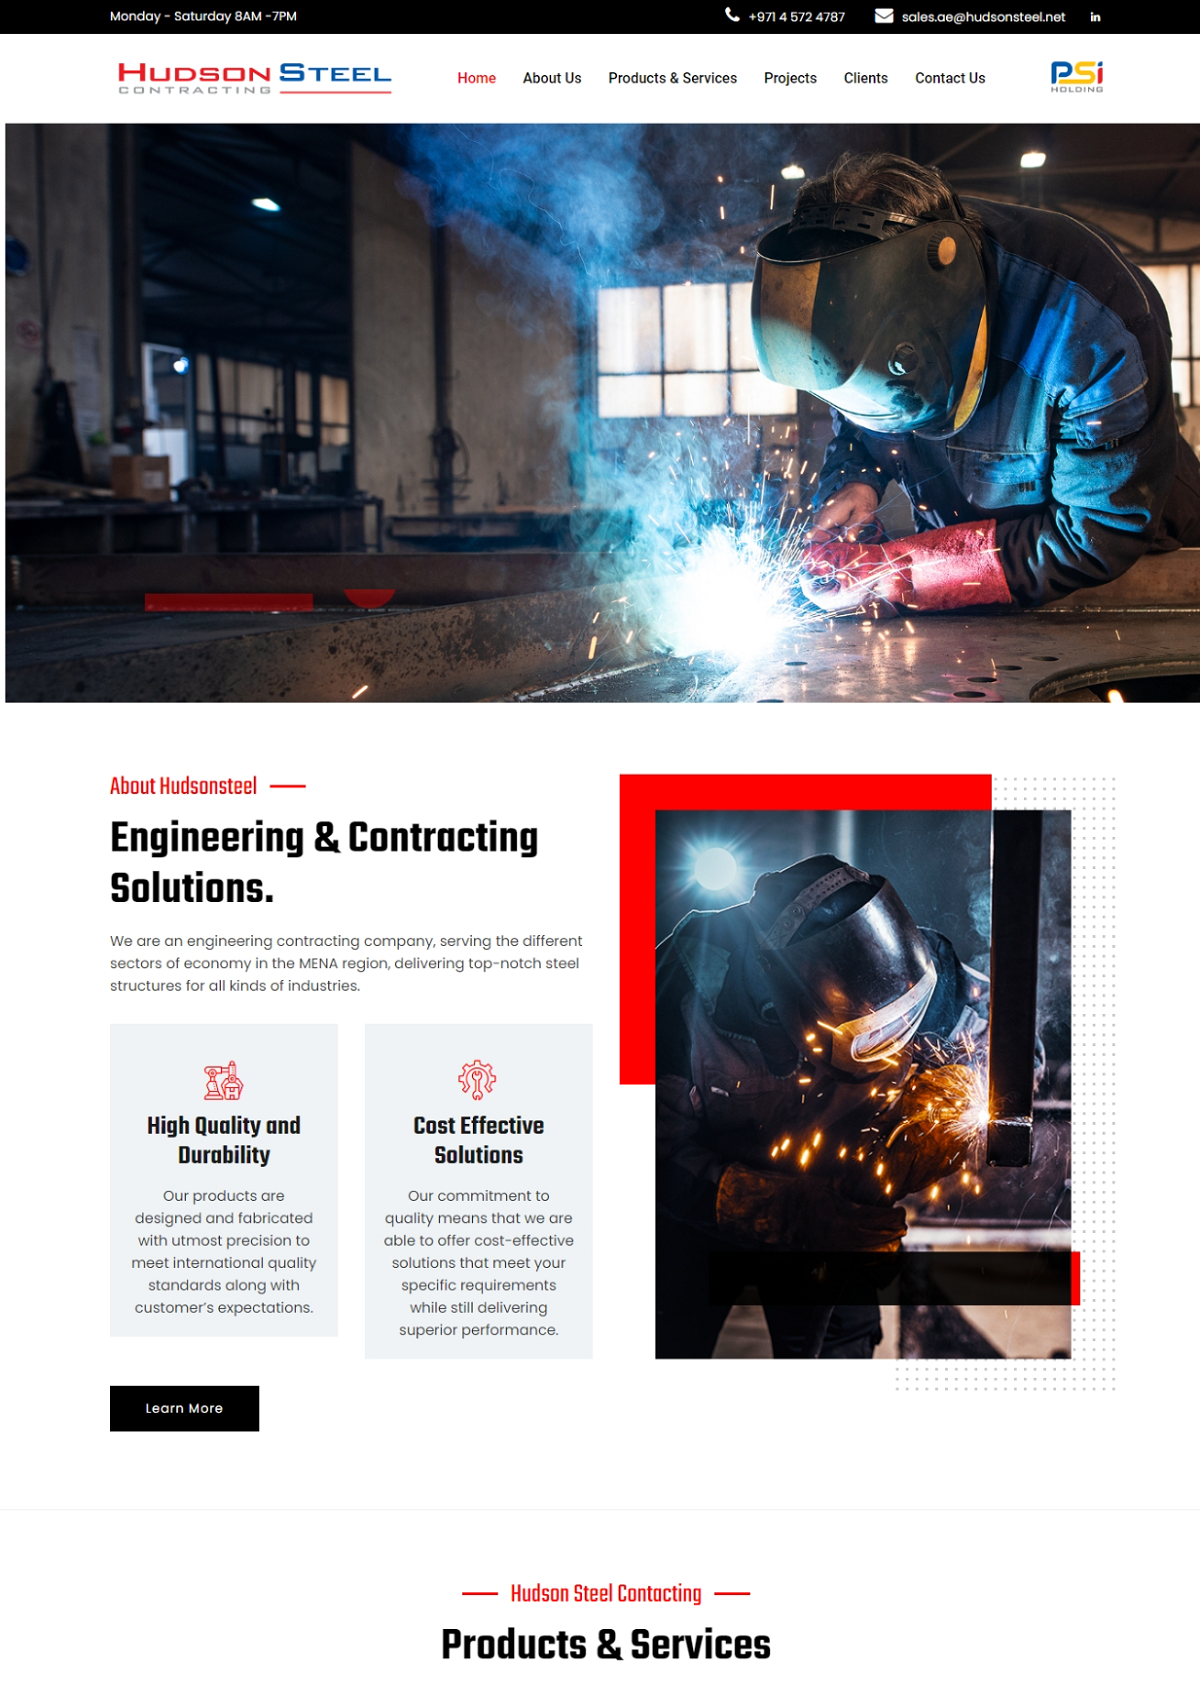 Monday - Saturday 8AM -7PM
+971 4 572 4787
sales.ae@hudsonsteel.net
in
HUDSON STEEL
CONTRACTING
Home
About Us
Products & Services
Projects
Clients
Contact Us
PSi
HOLDING
About Hudsonsteel
Engineering & Contracting
Solutions.
We are an engineering contracting company, serving the different
sectors of economy in the MENA region, delivering top-notch steel
structures for all kinds of industries.
High Quality and
Durability
Our products are
designed and fabricated
with utmost precision to
meet international quality
standards along with
customer's expectations.
Cost Effective
Solutions
Our commitment to
quality means that we are
able to offer cost-effective
solutions that meet your
specific requirements
while still delivering
superior performance.
Learn More
Hudson Steel Contacting
Products & Services